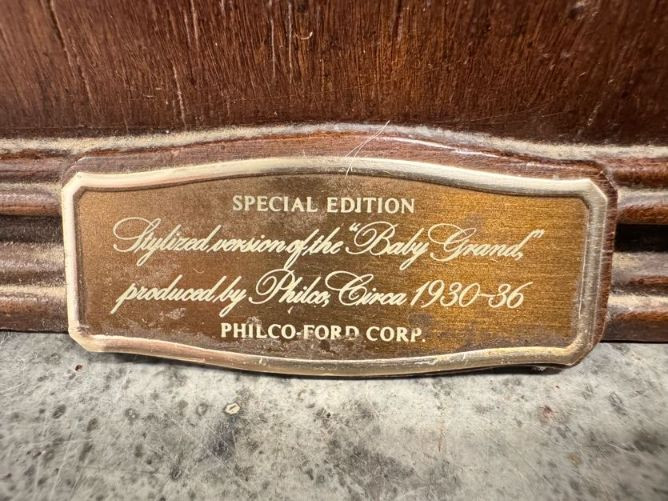 SPECIAL EDITION
Stylized version of the "Baby Grand,"
produced by Philco, Circa 1930-36
PHILCO-FORD CORP.